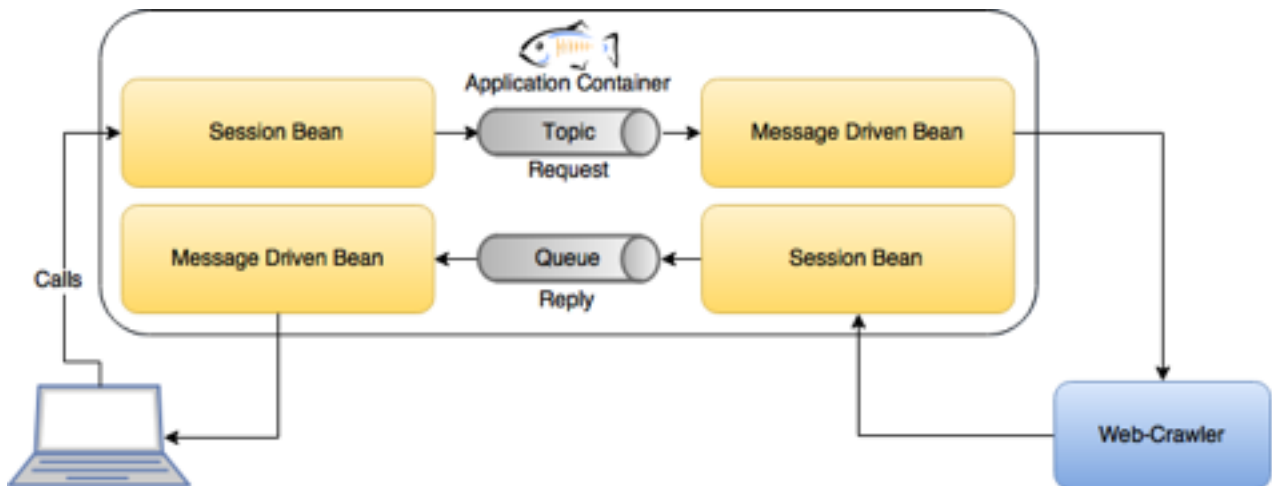 Application Container
Session Bean
Topic
Message Driven Bean
Request
Message Driven Bean
Queue
Session Bean
Reply
Calls
Web-Crawler